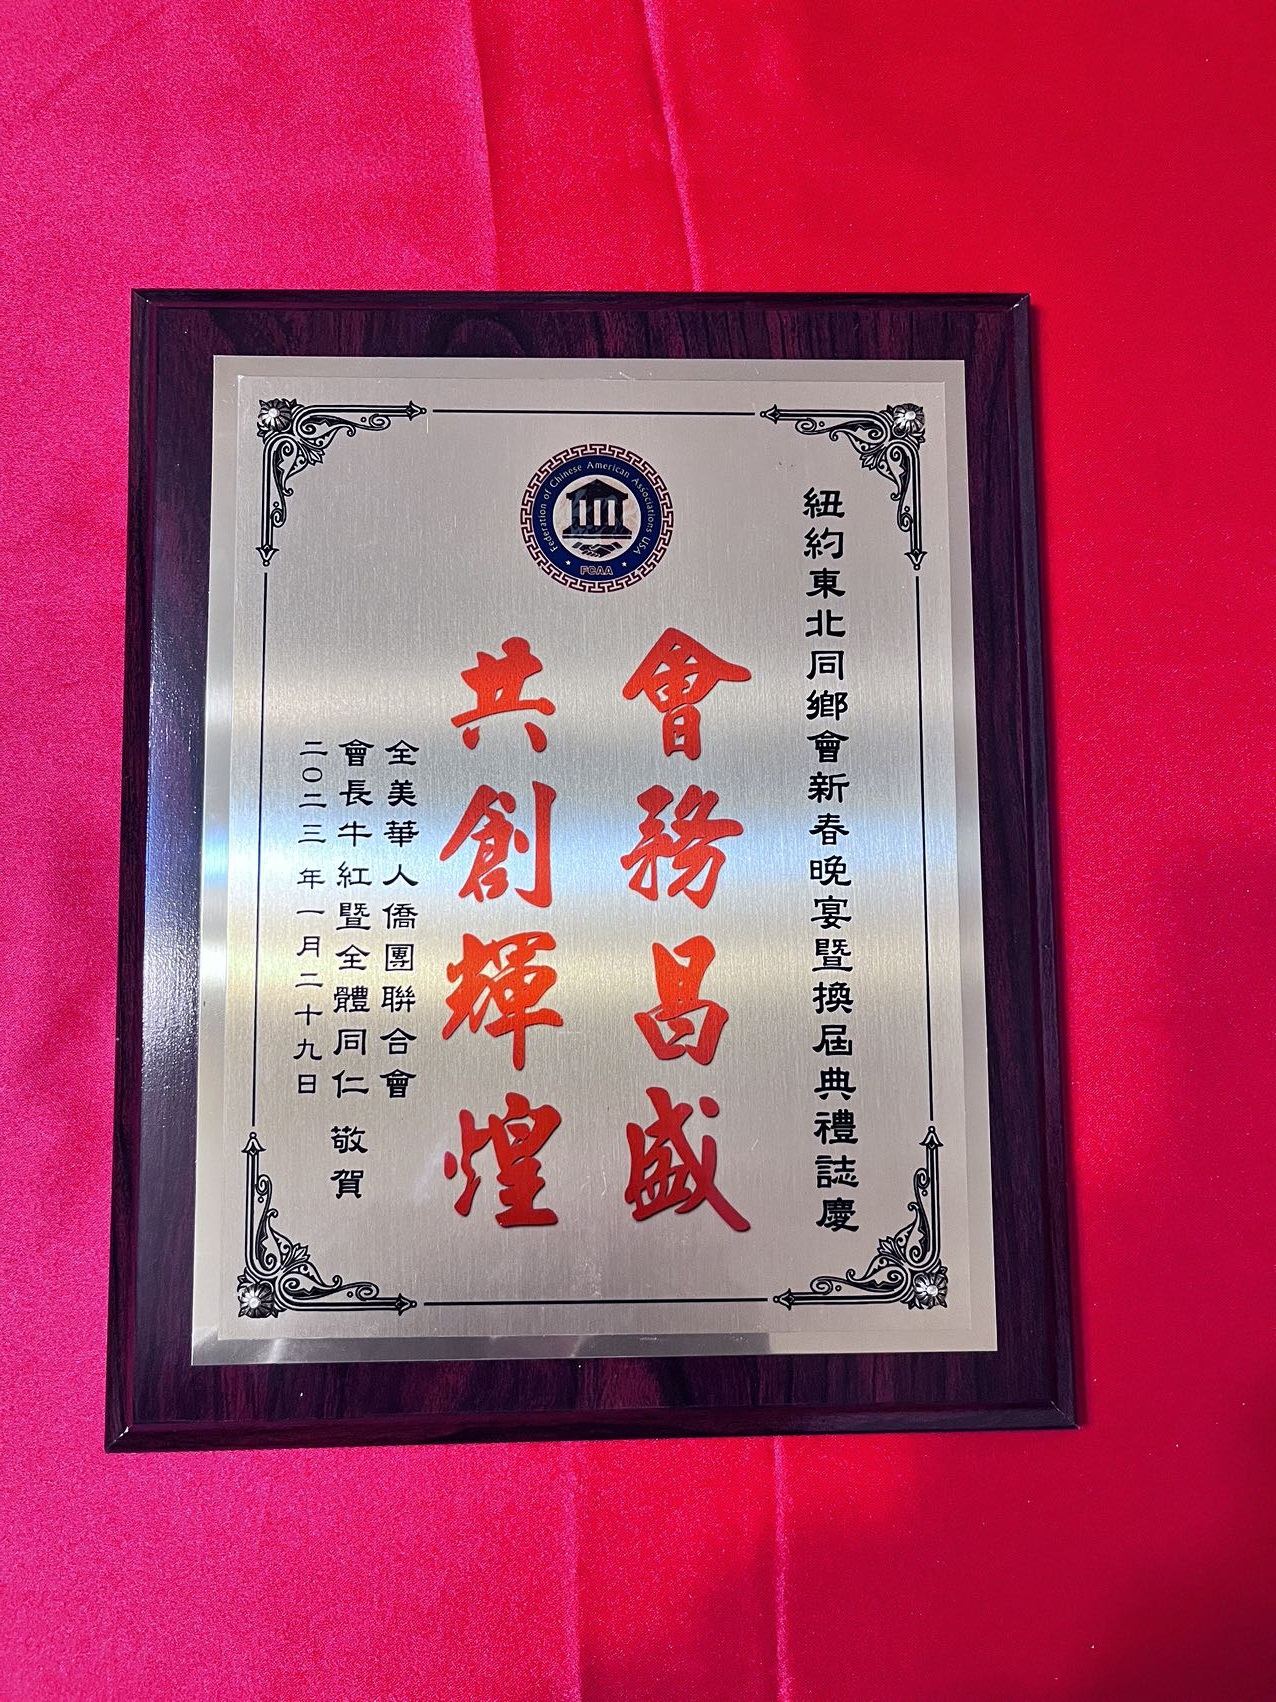 紐約東北同鄉會新春晚宴暨換屆典禮誌慶
Federation of Chinese American Associations USA
FCAA
會務昌盛
共創輝煌
全美華人僑團聯合會
會長牛紅暨全體同仁 敬賀
二〇二三年一月二十九日